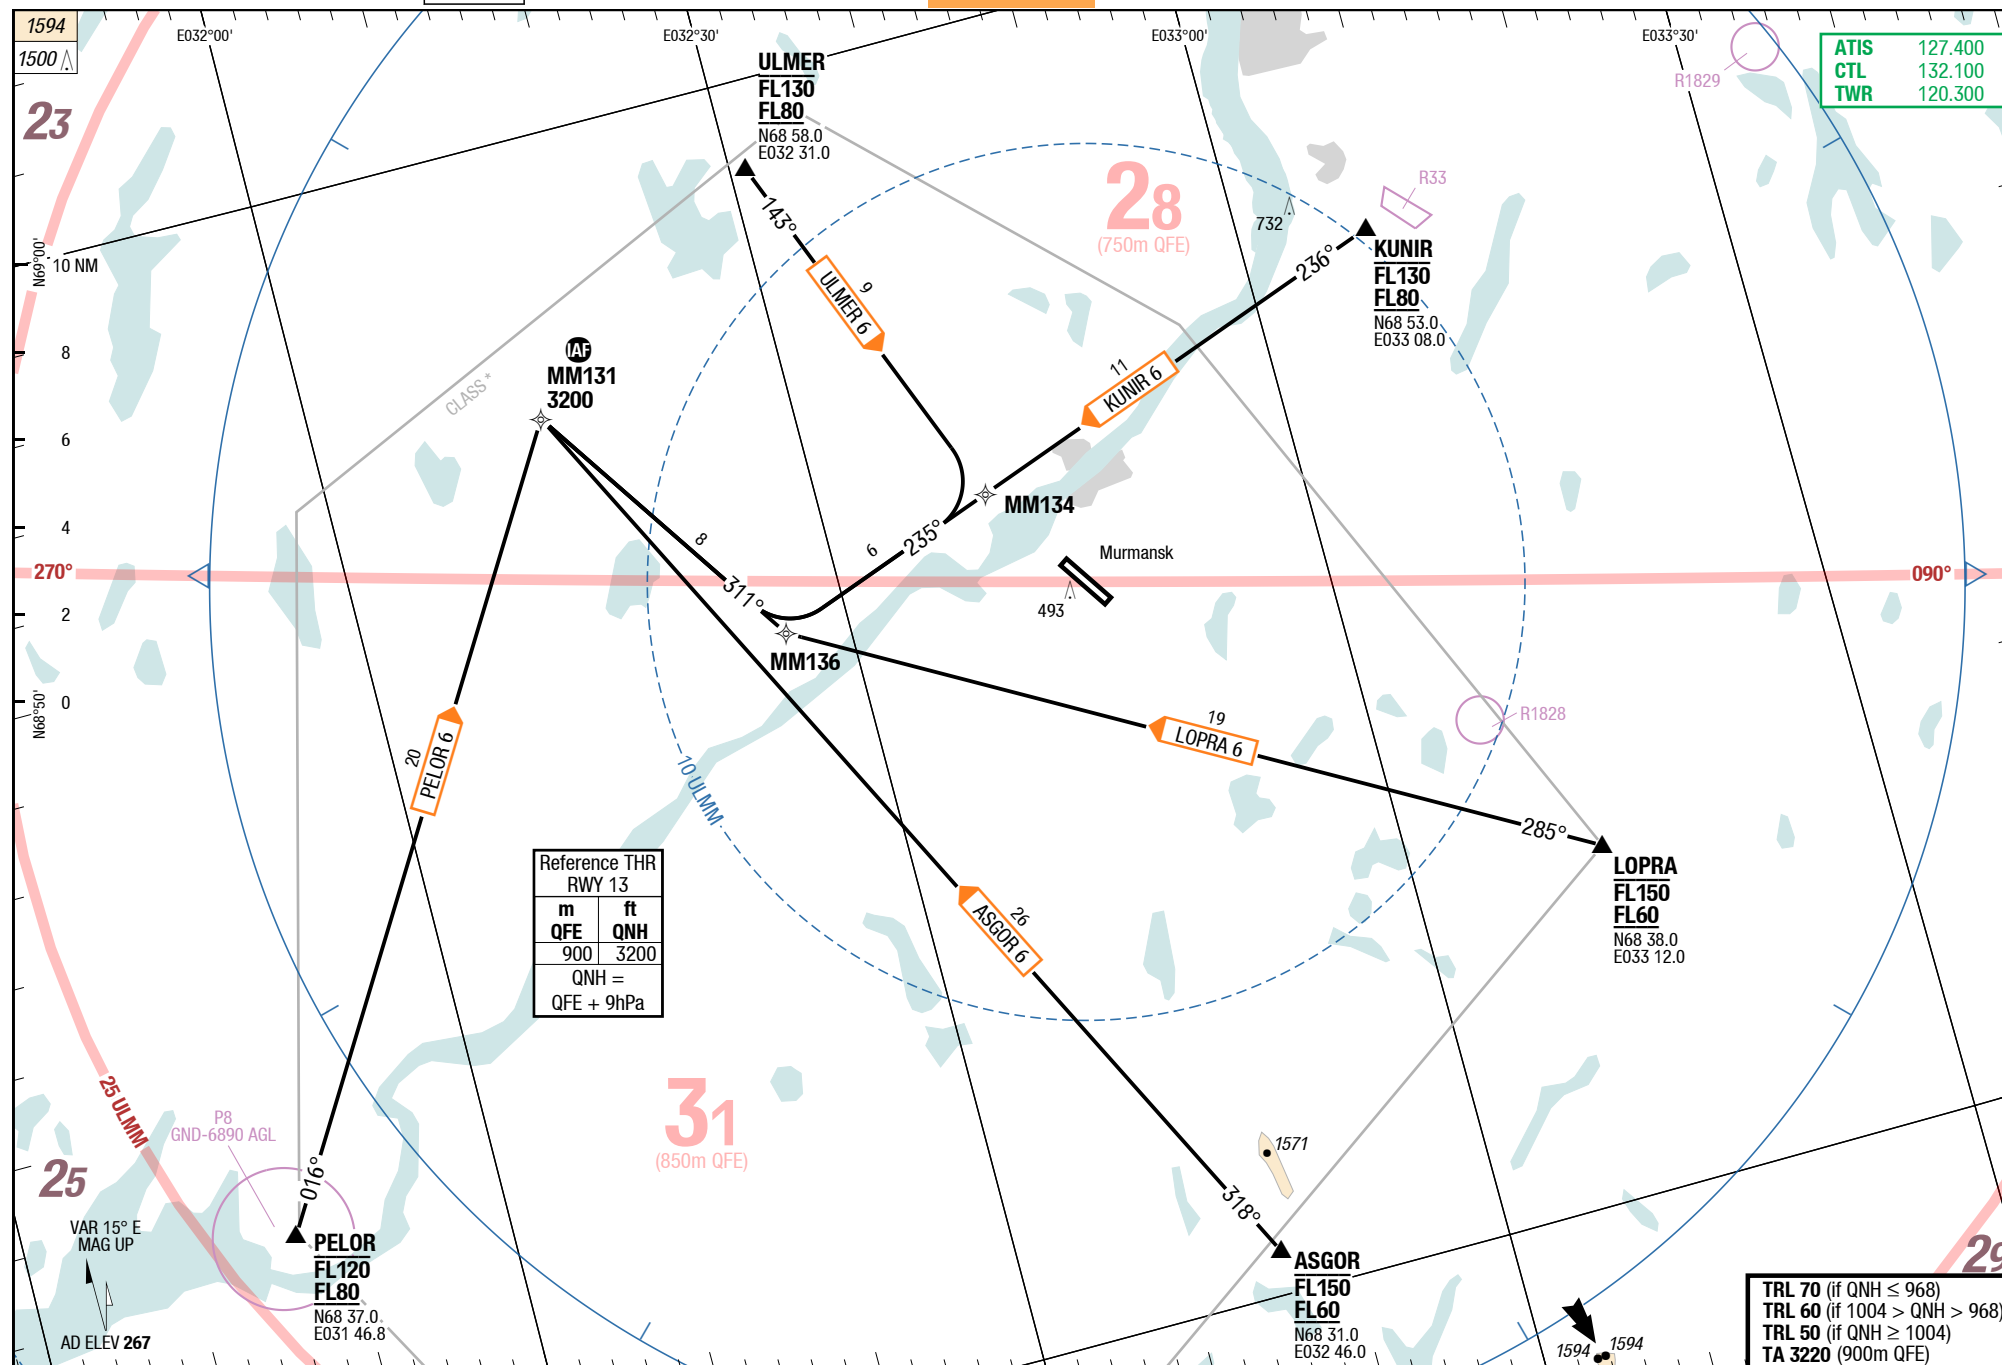 1594
1500
E032°00'
E032°30'
E033°00'
E033°30'
R1829
ATIS 127.400
CTL 132.100
TWR 120.300
23
ULMER
FL130
FL80
N68 58.0
E032 31.0
143°
9
ULMER 6
28
(750m QFE)
732
R33
236°
KUNIR
FL130
FL80
N68 53.0
E033 08.0
11
KUNIR 6
N69°00'
10 NM
8
6
4
2
0
N68°50'
IAF
MM131
3200
CLASS *
MM134
235°
6
8
311°
MM136
Murmansk
493
270°
090°
R1828
19
LOPRA 6
285°
LOPRA
FL150
FL60
N68 38.0
E033 12.0
20
PELOR 6
10 ULMM
26
ASGOR 6
Reference THR
RWY 13
m ft
QFE QNH
900 3200
QNH =
QFE + 9hPa
31
(850m QFE)
25 ULMM
P8
GND-6890 AGL
016°
25
VAR 15° E
MAG UP
AD ELEV 267
PELOR
FL120
FL80
N68 37.0
E031 46.8
1571
318°
ASGOR
FL150
FL60
N68 31.0
E032 46.0
29
1594
1594
TRL 70 (if QNH ≤ 968)
TRL 60 (if 1004 > QNH > 968)
TRL 50 (if QNH ≥ 1004)
TA 3220 (900m QFE)